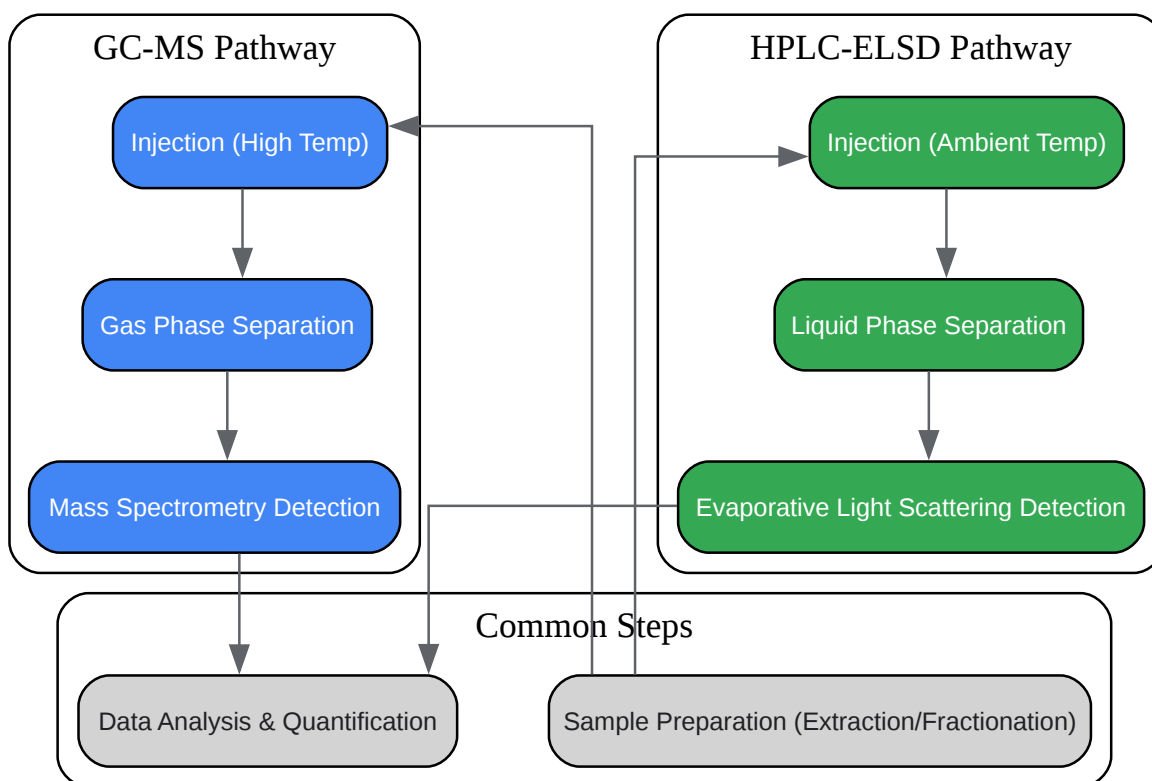 GC-MS Pathway
Injection (High Temp)
Gas Phase Separation
Mass Spectrometry Detection
HPLC-ELSD Pathway
Injection (Ambient Temp)
Liquid Phase Separation
Evaporative Light Scattering Detection
Common Steps
Data Analysis & Quantification
Sample Preparation (Extraction/Fractionation)